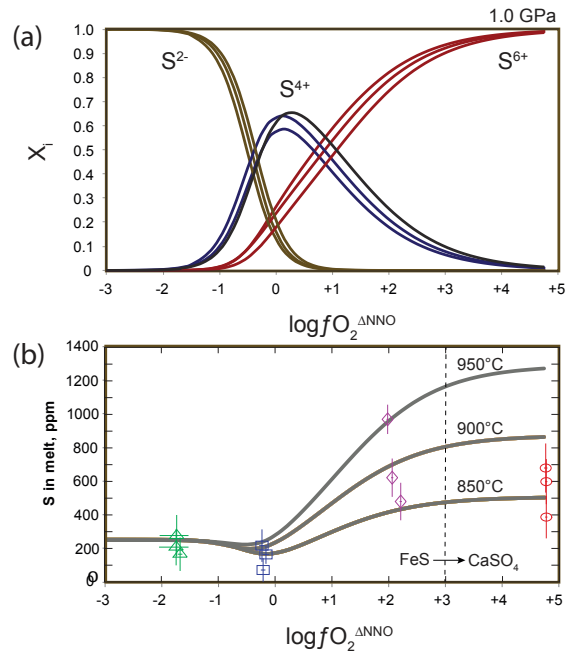 (a)
1.0 GPa
1.0
0.9
0.8
0.7
0.6
0.5
0.4
0.3
0.2
0.1
0
Xi
S2-
S4+
S6+
-3 -2 -1 0 +1 +2 +3 +4 +5
logfO2ΔNNO
(b)
1400
1200
1000
800
600
400
200
O
S in melt, ppm
950°C
900°C
850°C
FeS → CaSO4
-3 -2 -1 0 +1 +2 +3 +4 +5
logfO2ΔNNO